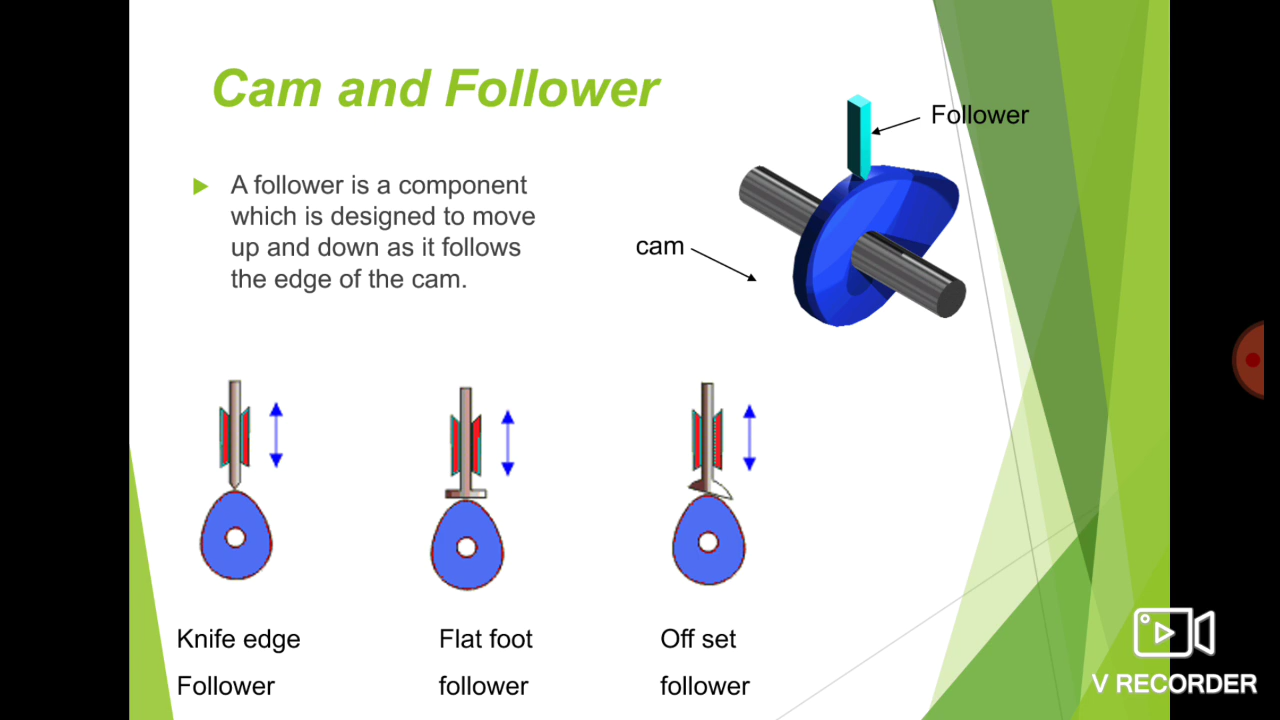 Cam and Follower
Follower
A follower is a component
which is designed to move
up and down as it follows
the edge of the cam.
cam
Knife edge
Follower
Flat foot
follower
Off set
follower
V RECORDER